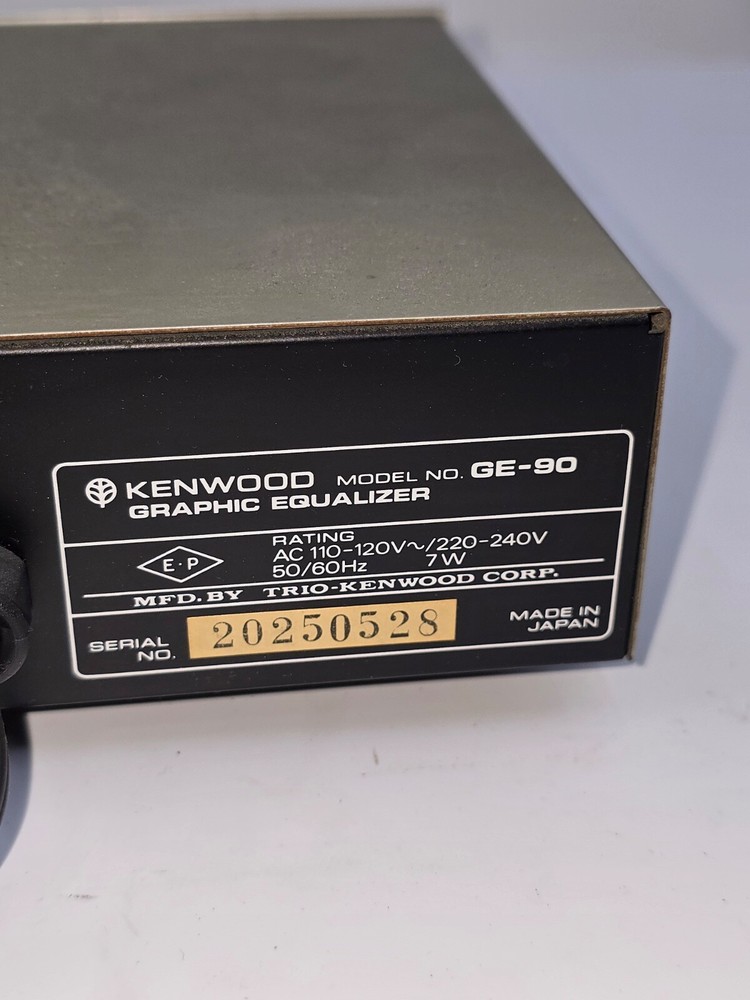 KENWOOD MODEL NO. GE-90
GRAPHIC EQUALIZER
E·P
RATING
AC 110-120V~/220-240V
50/60Hz 7W
MFD. BY TRIO-KENWOOD CORP.
SERIAL NO. 20250528
MADE IN
JAPAN